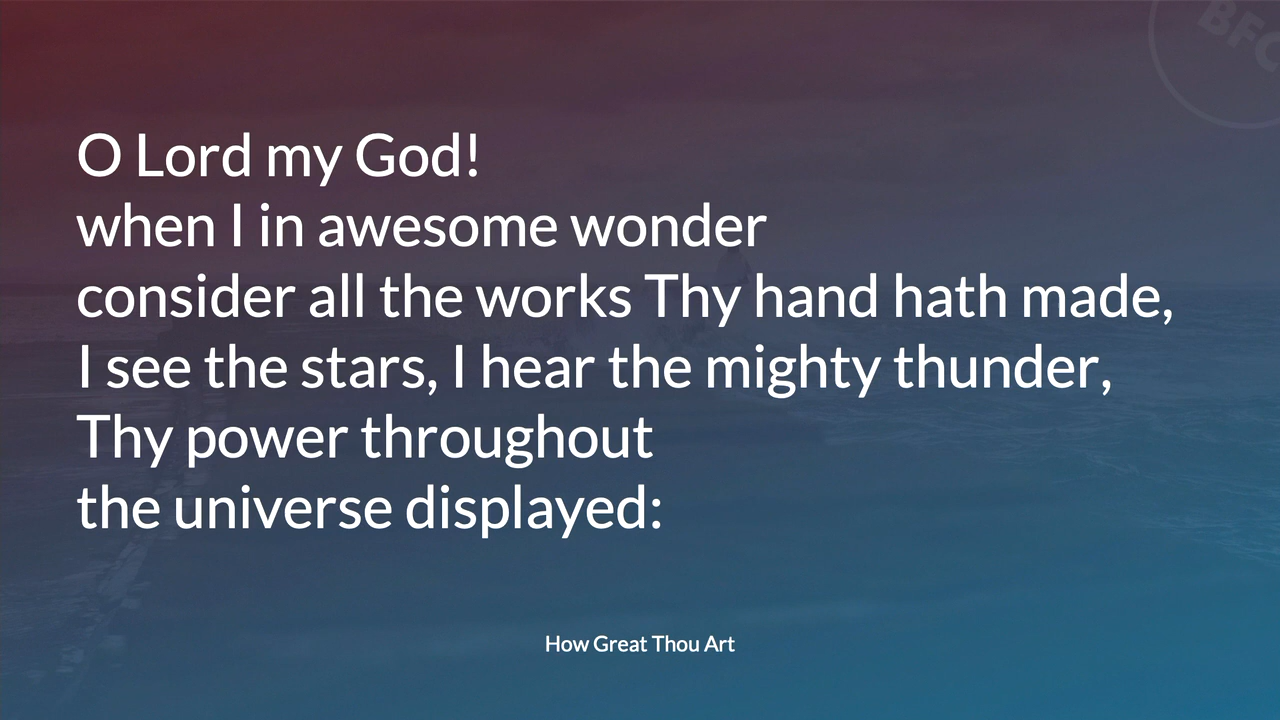 BFC
O Lord my God!
when I in awesome wonder
consider all the works Thy hand hath made,
I see the stars, I hear the mighty thunder,
Thy power throughout
the universe displayed:
How Great Thou Art